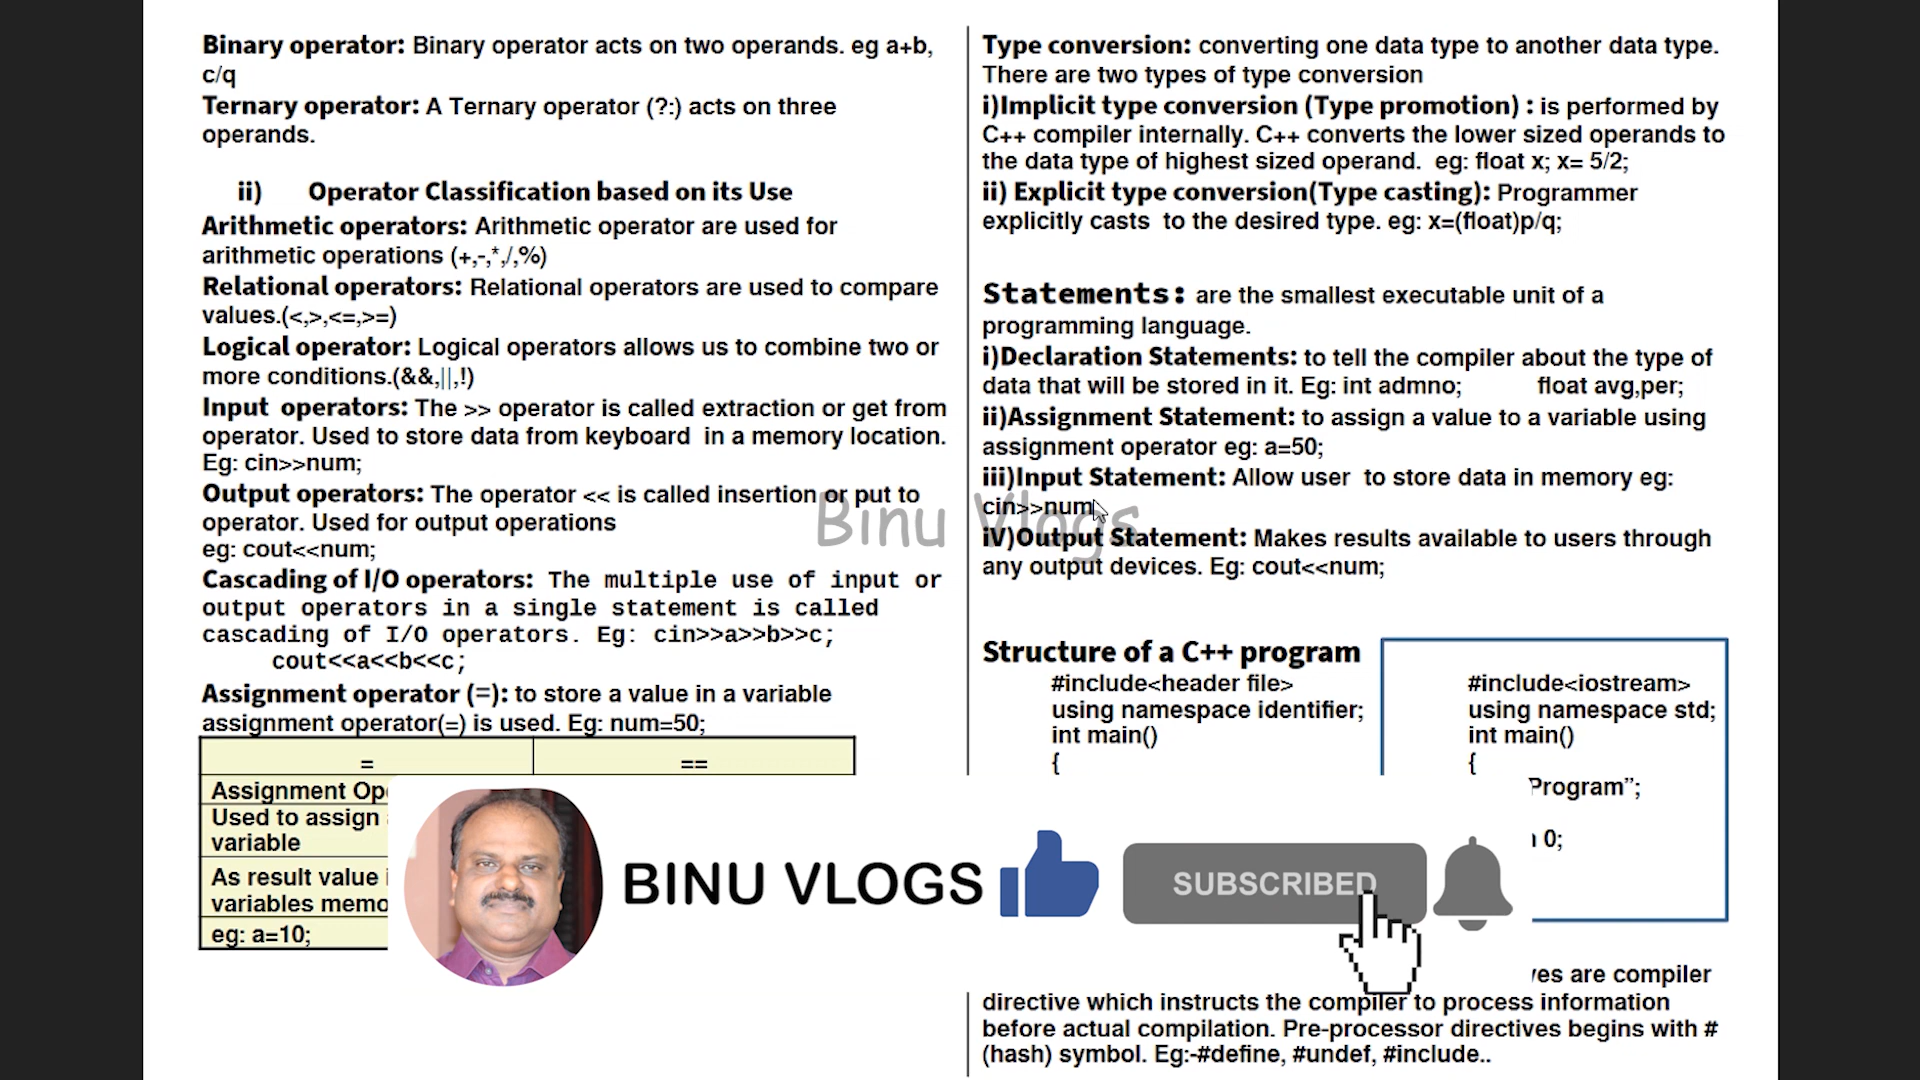 Binary operator: Binary operator acts on two operands. eg a+b,
c/q
Ternary operator: A Ternary operator (?:) acts on three
operands.
ii) Operator Classification based on its Use
Arithmetic operators: Arithmetic operator are used for
arithmetic operations (+,-,*,/,%)
Relational operators: Relational operators are used to compare
values.(<,>,<=,>=)
Logical operator: Logical operators allows us to combine two or
more conditions.(&&,||,!)
Input operators: The >> operator is called extraction or get from
operator. Used to store data from keyboard in a memory location.
Eg: cin>>num;
Output operators: The operator << is called insertion or put to
operator. Used for output operations
eg: cout<<num;
Cascading of I/O operators: The multiple use of input or
output operators in a single statement is called
cascading of I/O operators. Eg: cin>>a>>b>>c;
cout<<a<<b<<c;
Assignment operator (=): to store a value in a variable
assignment operator(=) is used. Eg: num=50;
= ==
Assignment
Used to assign
variable
As result value
variables
eg: a=10;
Type conversion: converting one data type to another data type.
There are two types of type conversion
i)Implicit type conversion (Type promotion) : is performed by
C++ compiler internally. C++ converts the lower sized operands to
the data type of highest sized operand. eg: float x; x= 5/2;
ii) Explicit type conversion(Type casting): Programmer
explicitly casts to the desired type. eg: x=(float)p/q;
Statements: are the smallest executable unit of a
programming language.
i)Declaration Statements: to tell the compiler about the type of
data that will be stored in it. Eg: int admno; float avg,per;
ii)Assignment Statement: to assign a value to a variable using
assignment operator eg: a=50;
iii)Input Statement: Allow user to store data in memory eg:
cin>>num
iV)Output Statement: Makes results available to users through
any output devices. Eg: cout<<num;
Structure of a C++ program
#include<header file>
using namespace identifier;
int main()
{
#include<iostream>
using namespace std;
int main()
{
Program”;
0;
are compiler
directive which instructs the compiler to process information
before actual compilation. Pre-processor directives begins with #
(hash) symbol. Eg:-#define, #undef, #include..
Binu Vlogs
BINU VLOGS
SUBSCRIBED